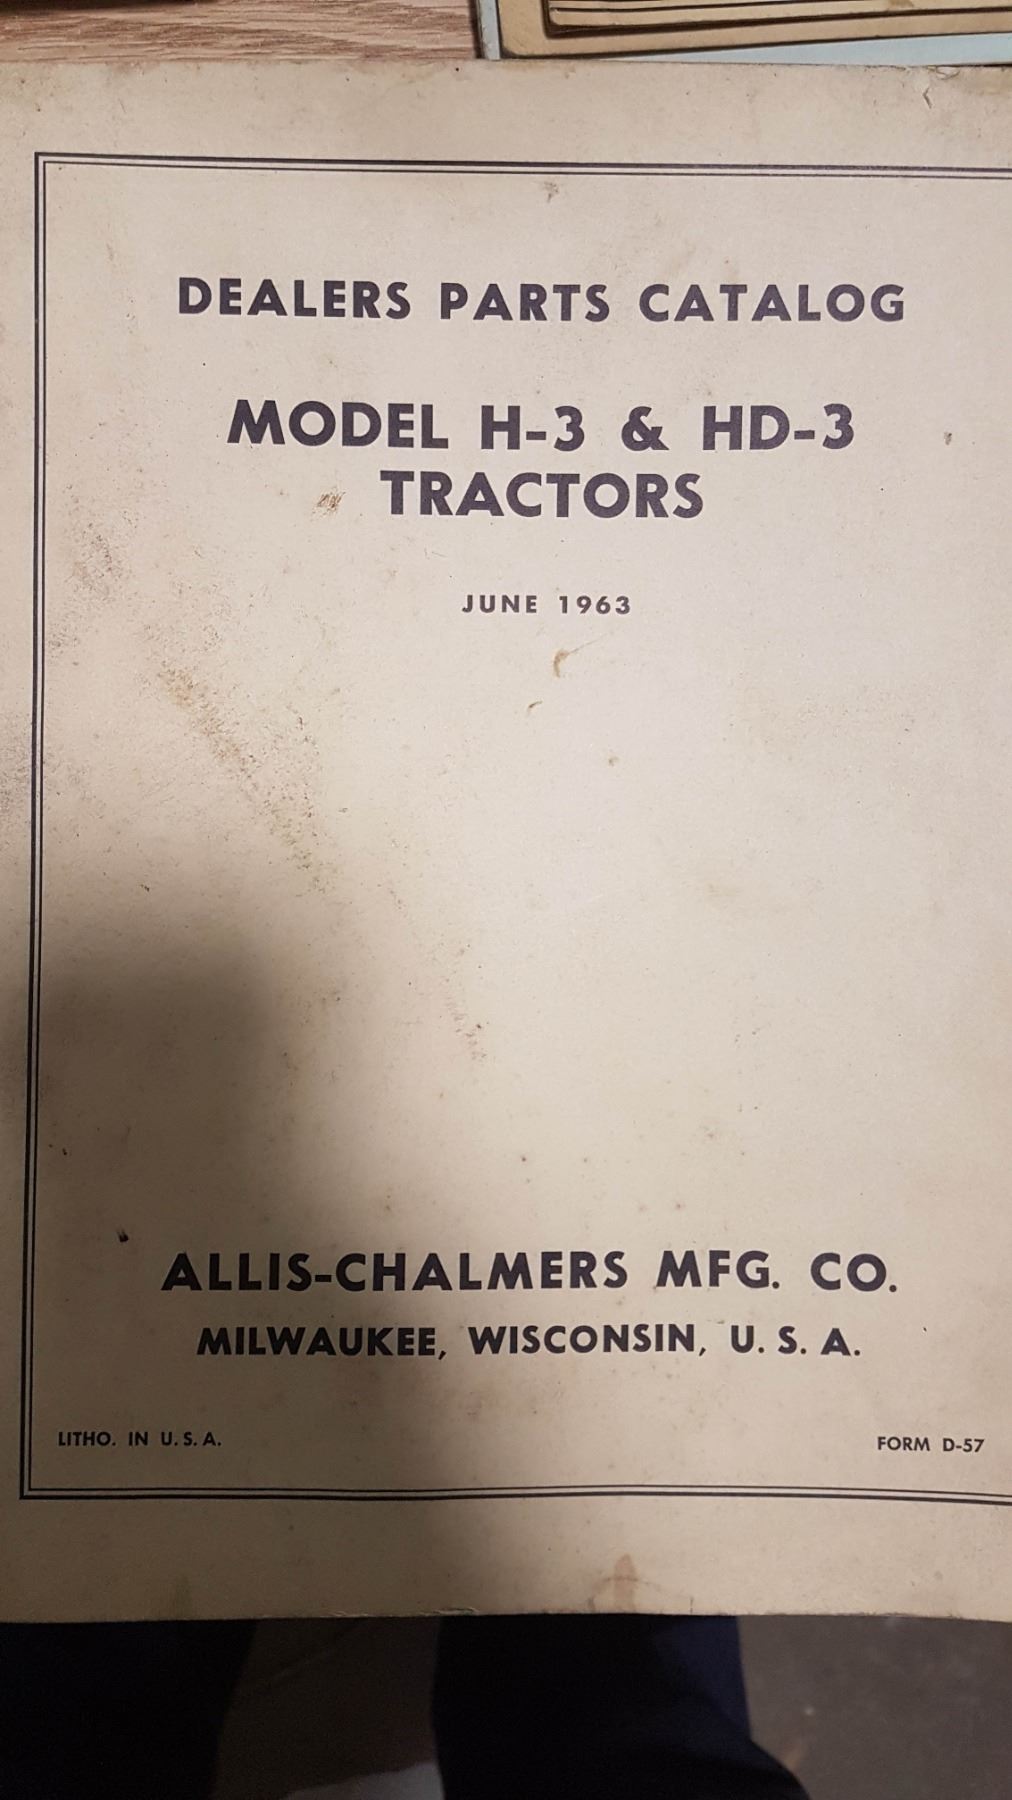 DEALERS PARTS CATALOG
MODEL H-3 & HD-3
TRACTORS
JUNE 1963
ALLIS-CHALMERS MFG. CO.
MILWAUKEE, WISCONSIN, U. S. A.
LITHO. IN U. S. A.
FORM D-57